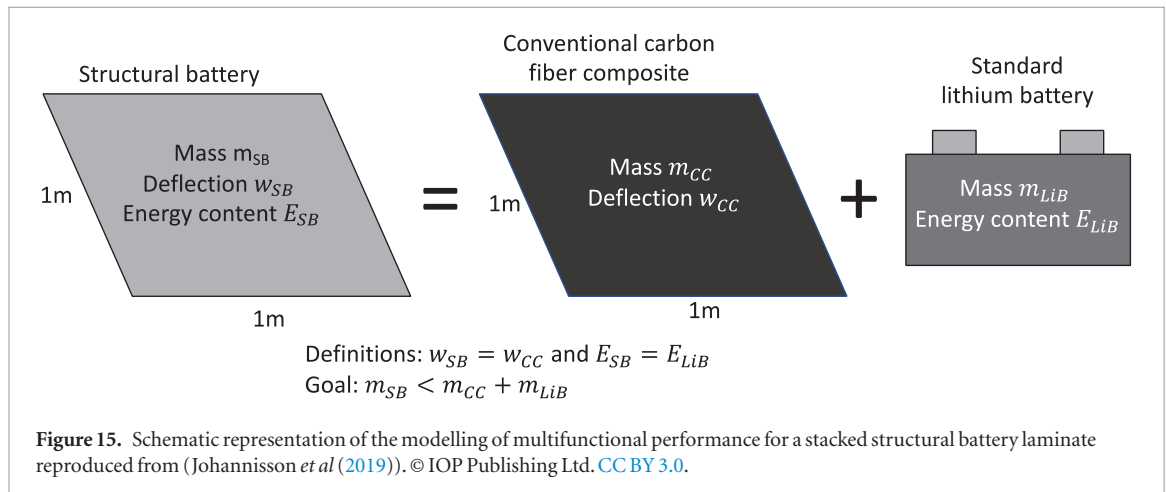 Structural battery
Mass m_SB
Deflection w_SB
Energy content E_SB
1m
1m
=
Conventional carbon
fiber composite
Mass m_CC
Deflection w_CC
1m
1m
+
Standard
lithium battery
Mass m_LiB
Energy content E_LiB
Definitions: w_SB = w_CC and E_SB = E_LiB
Goal: m_SB < m_CC + m_LiB
Figure 15. Schematic representation of the modelling of multifunctional performance for a stacked structural battery laminate
reproduced from (Johannisson et al (2019)). © IOP Publishing Ltd. CC BY 3.0.